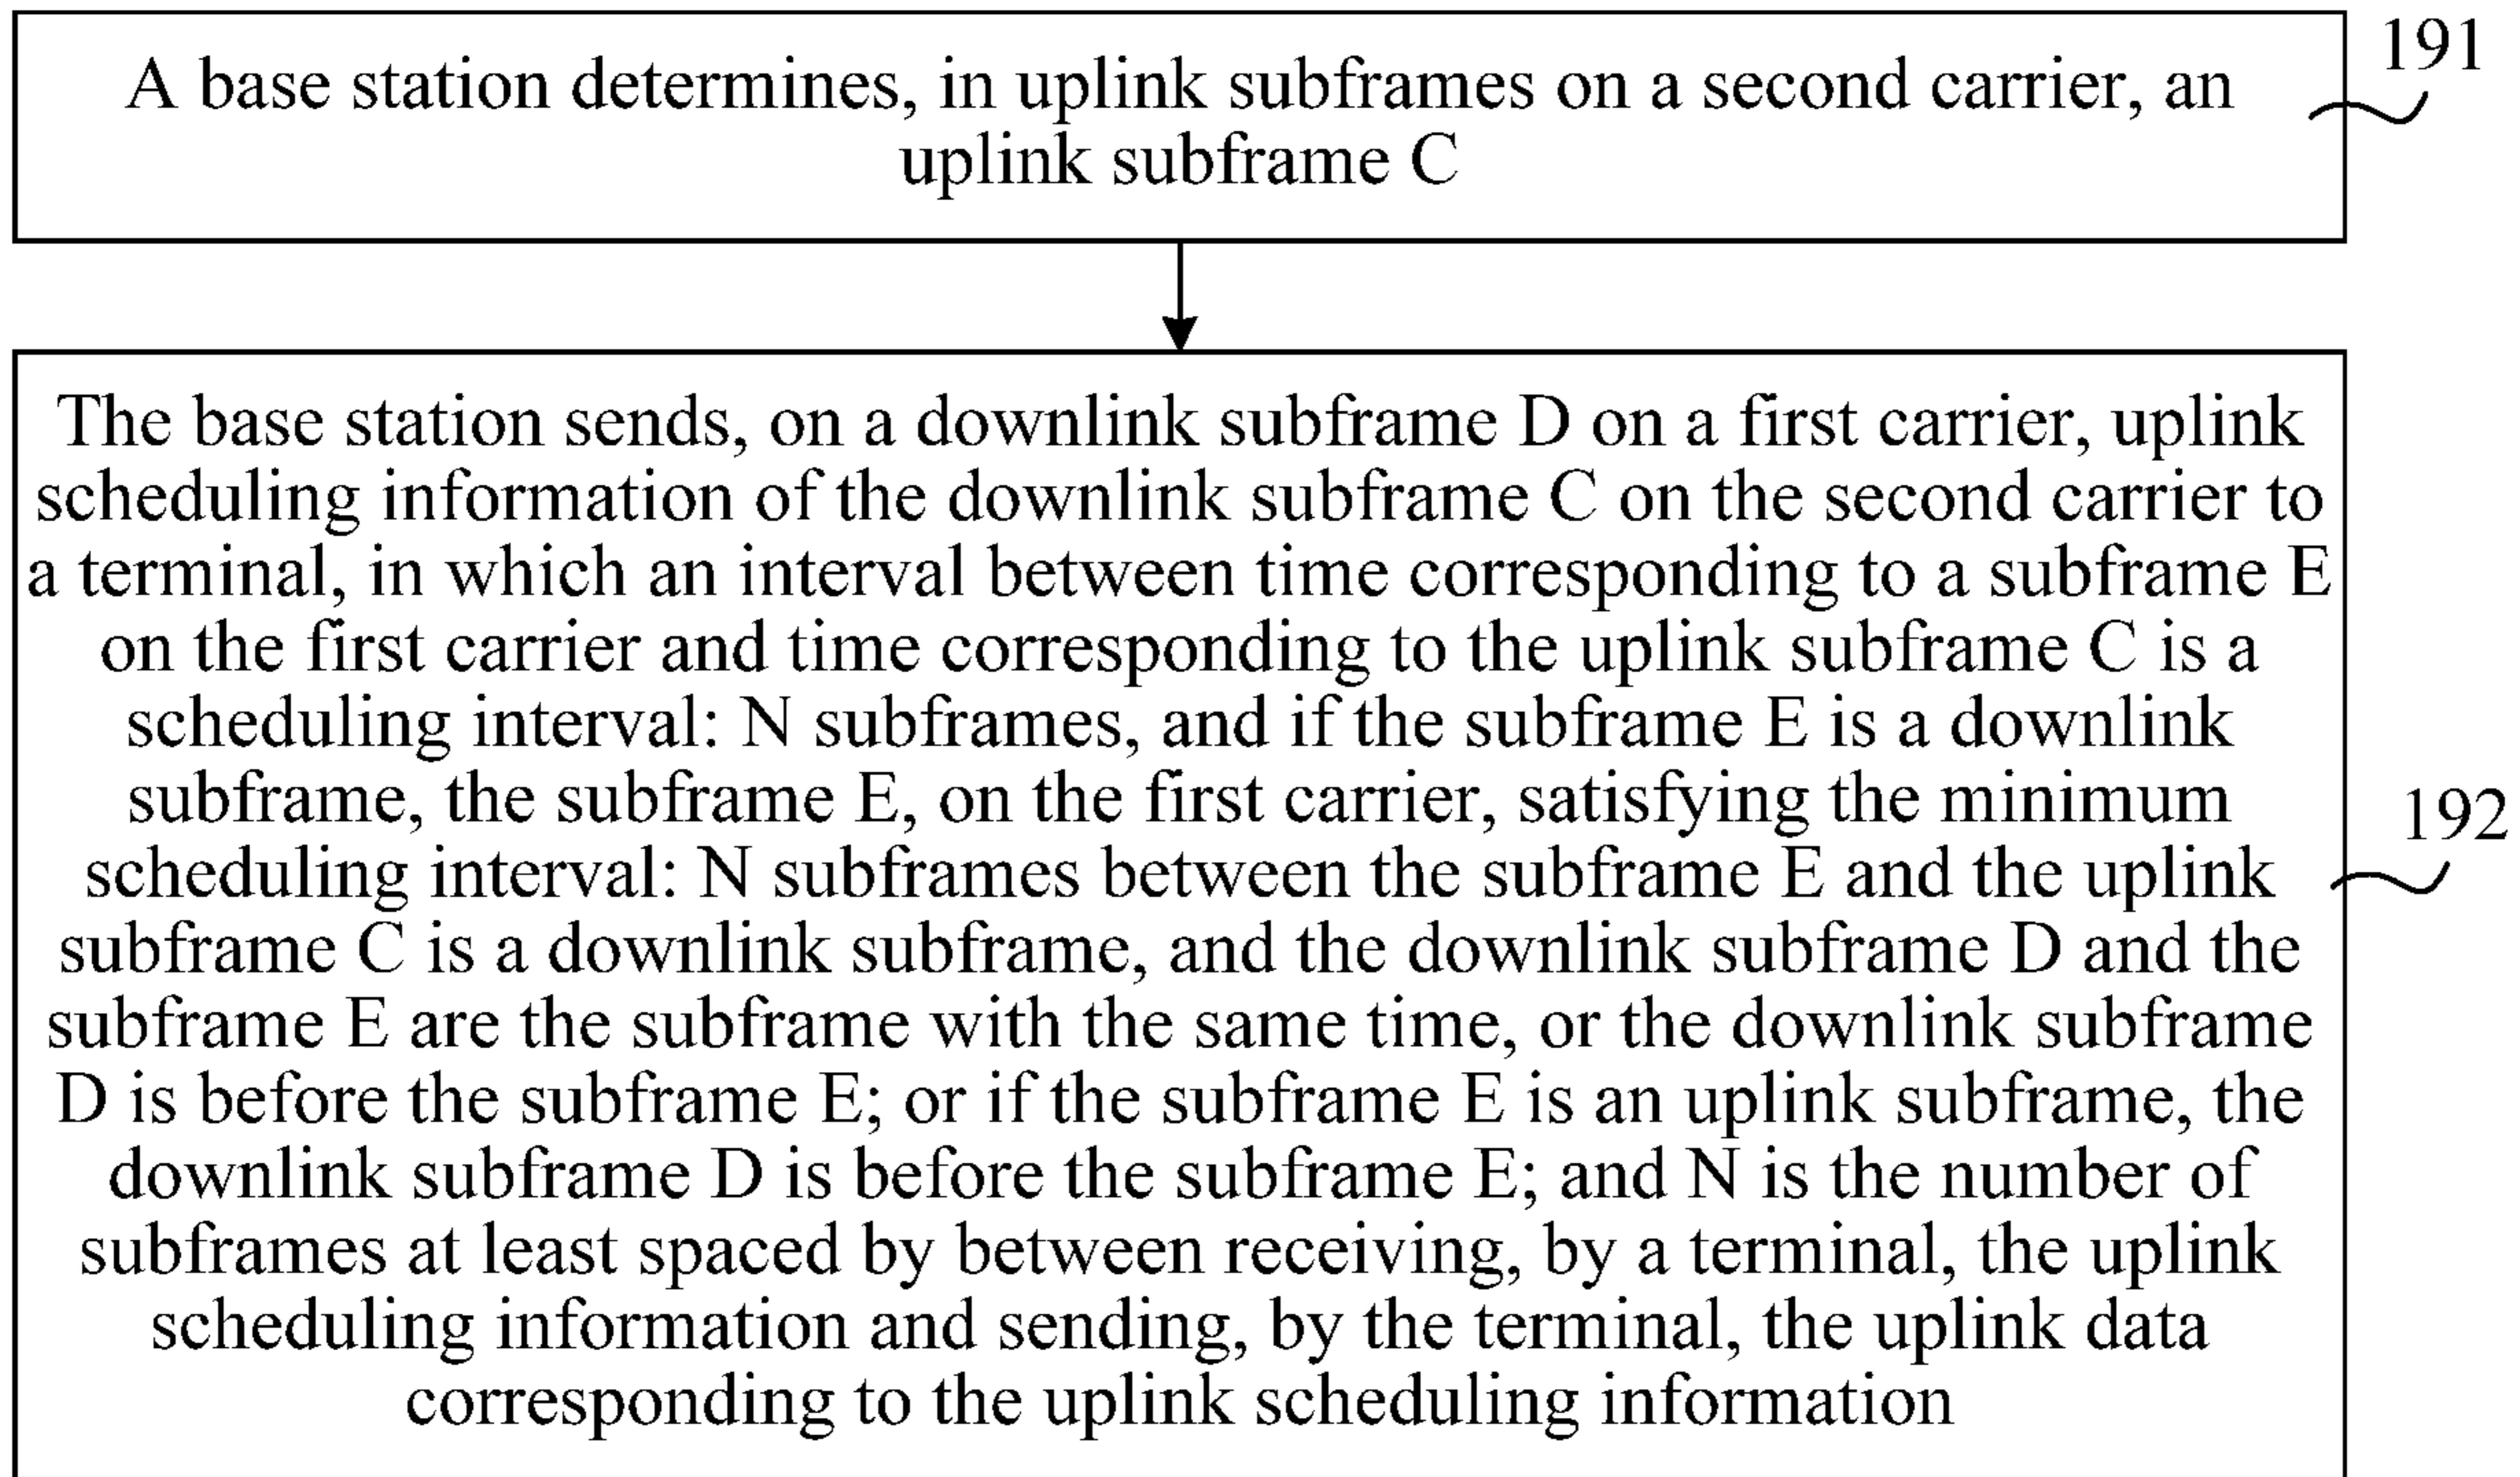 A base station determines, in uplink subframes on a second carrier, an
uplink subframe C
191
The base station sends, on a downlink subframe D on a first carrier, uplink
scheduling information of the downlink subframe C on the second carrier to
a terminal, in which an interval between time corresponding to a subframe E
on the first carrier and time corresponding to the uplink subframe C is a
scheduling interval: N subframes, and if the subframe E is a downlink
subframe, the subframe E, on the first carrier, satisfying the minimum
scheduling interval: N subframes between the subframe E and the uplink
subframe C is a downlink subframe, and the downlink subframe D and the
subframe E are the subframe with the same time, or the downlink subframe
D is before the subframe E; or if the subframe E is an uplink subframe, the
downlink subframe D is before the subframe E; and N is the number of
subframes at least spaced by between receiving, by a terminal, the uplink
scheduling information and sending, by the terminal, the uplink data
corresponding to the uplink scheduling information
192